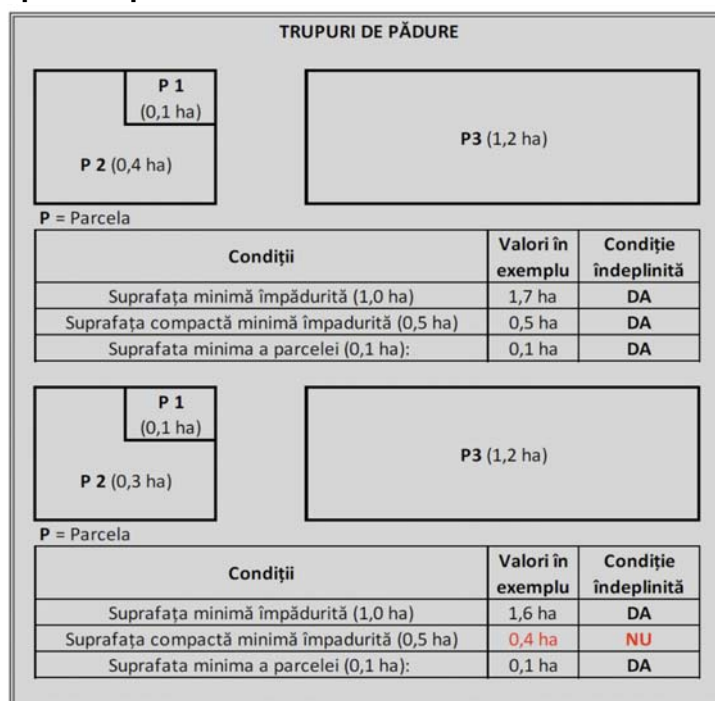 TRUPURI DE PĂDURE
P 1
(0,1 ha)
P 2 (0,4 ha)
P3 (1,2 ha)
P = Parcela
Condiții Valori în exemplu Condiție îndeplinită
Suprafața minimă împădurită (1,0 ha) 1,7 ha DA
Suprafața compactă minimă împadurită (0,5 ha) 0,5 ha DA
Suprafata minima a parcelei (0,1 ha): 0,1 ha DA
P 1
(0,1 ha)
P 2 (0,3 ha)
P3 (1,2 ha)
P = Parcela
Condiții Valori în exemplu Condiție îndeplinită
Suprafața minimă împădurită (1,0 ha) 1,6 ha DA
Suprafața compactă minimă împadurită (0,5 ha) 0,4 ha NU
Suprafata minima a parcelei (0,1 ha): 0,1 ha DA